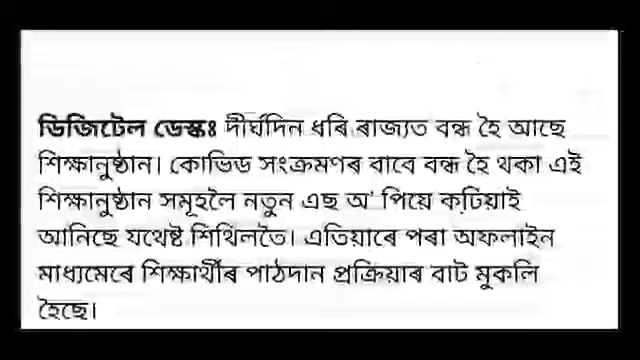 ডিজিটেল ডেস্কঃ দীৰ্ঘদিন ধৰি ৰাজ্যত বন্ধ হৈ আছে
শিক্ষানুষ্ঠান। কোভিড সংক্ৰমণৰ বাবে বন্ধ হৈ থকা এই
শিক্ষানুষ্ঠান সমূহলৈ নতুন এছ অ' পিয়ে কঢ়িয়াই
আনিছে যথেষ্ট শিথিলতৈ। এতিয়াৰে পৰা অফলাইন
মাধ্যমেৰে শিক্ষাৰ্থীৰ পাঠদান প্ৰক্ৰিয়াৰ বাট মুকলি
হৈছে।